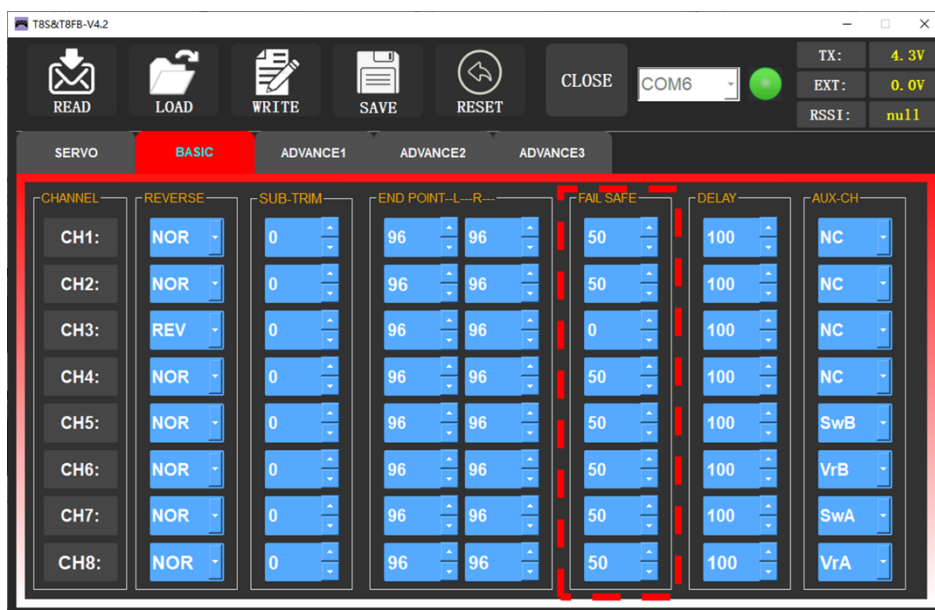 T8S&T8FB-V4.2
READ LOAD WRITE SAVE RESET CLOSE COM6
TX: 4.3V
EXT: 0.0V
RSSI: null
SERVO BASIC ADVANCE1 ADVANCE2 ADVANCE3
CHANNEL REVERSE SUB-TRIM END POINT--L---R--- FAIL SAFE DELAY AUX-CH
CH1: NOR 0 96 96 50 100 NC
CH2: NOR 0 96 96 50 100 NC
CH3: REV 0 96 96 0 100 NC
CH4: NOR 0 96 96 50 100 NC
CH5: NOR 0 96 96 50 100 SwB
CH6: NOR 0 96 96 50 100 VrB
CH7: NOR 0 96 96 50 100 SwA
CH8: NOR 0 96 96 50 100 VrA